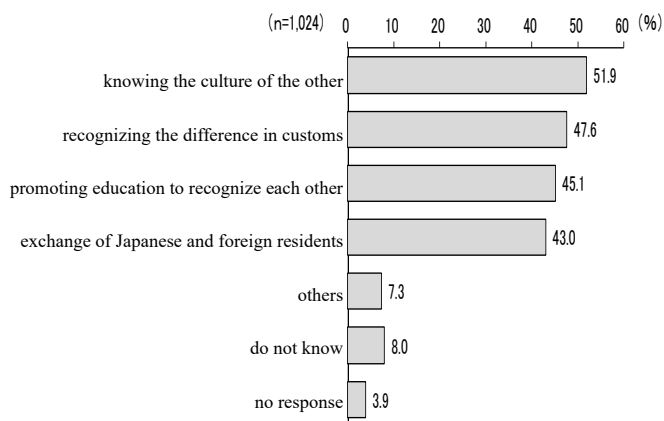 (n=1,024) 0 10 20 30 40 50 60 (%)
knowing the culture of the other 51.9
recognizing the difference in customs 47.6
promoting education to recognize each other 45.1
exchange of Japanese and foreign residents 43.0
others 7.3
do not know 8.0
no response 3.9